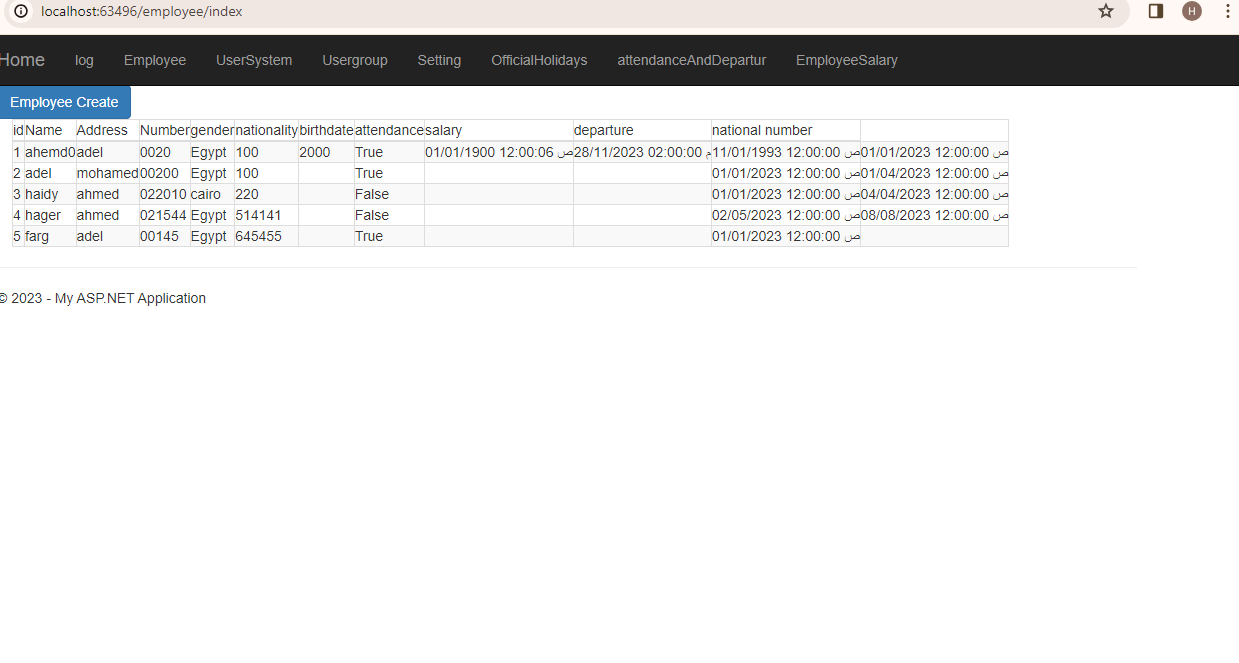 localhost:63496/employee/index
H
Home log Employee UserSystem Usergroup Setting OfficialHolidays attendanceAndDepartur EmployeeSalary
Employee Create
id Name Address Number gender nationality birthdate attendance salary departure national number
1 ahemd0 adel 0020 Egypt 100 2000 True 01/01/1900 12:00:06 ص 28/11/2023 02:00:00 م 11/01/1993 12:00:00 ص 01/01/2023 12:00:00 ص
2 adel mohamed 00200 Egypt 100 True 01/01/2023 12:00:00 ص 01/04/2023 12:00:00 ص
3 haidy ahmed 022010 cairo 220 False 01/01/2023 12:00:00 ص 04/04/2023 12:00:00 ص
4 hager ahmed 021544 Egypt 514141 False 02/05/2023 12:00:00 ص 08/08/2023 12:00:00 ص
5 farg adel 00145 Egypt 645455 True 01/01/2023 12:00:00 ص
© 2023 - My ASP.NET Application